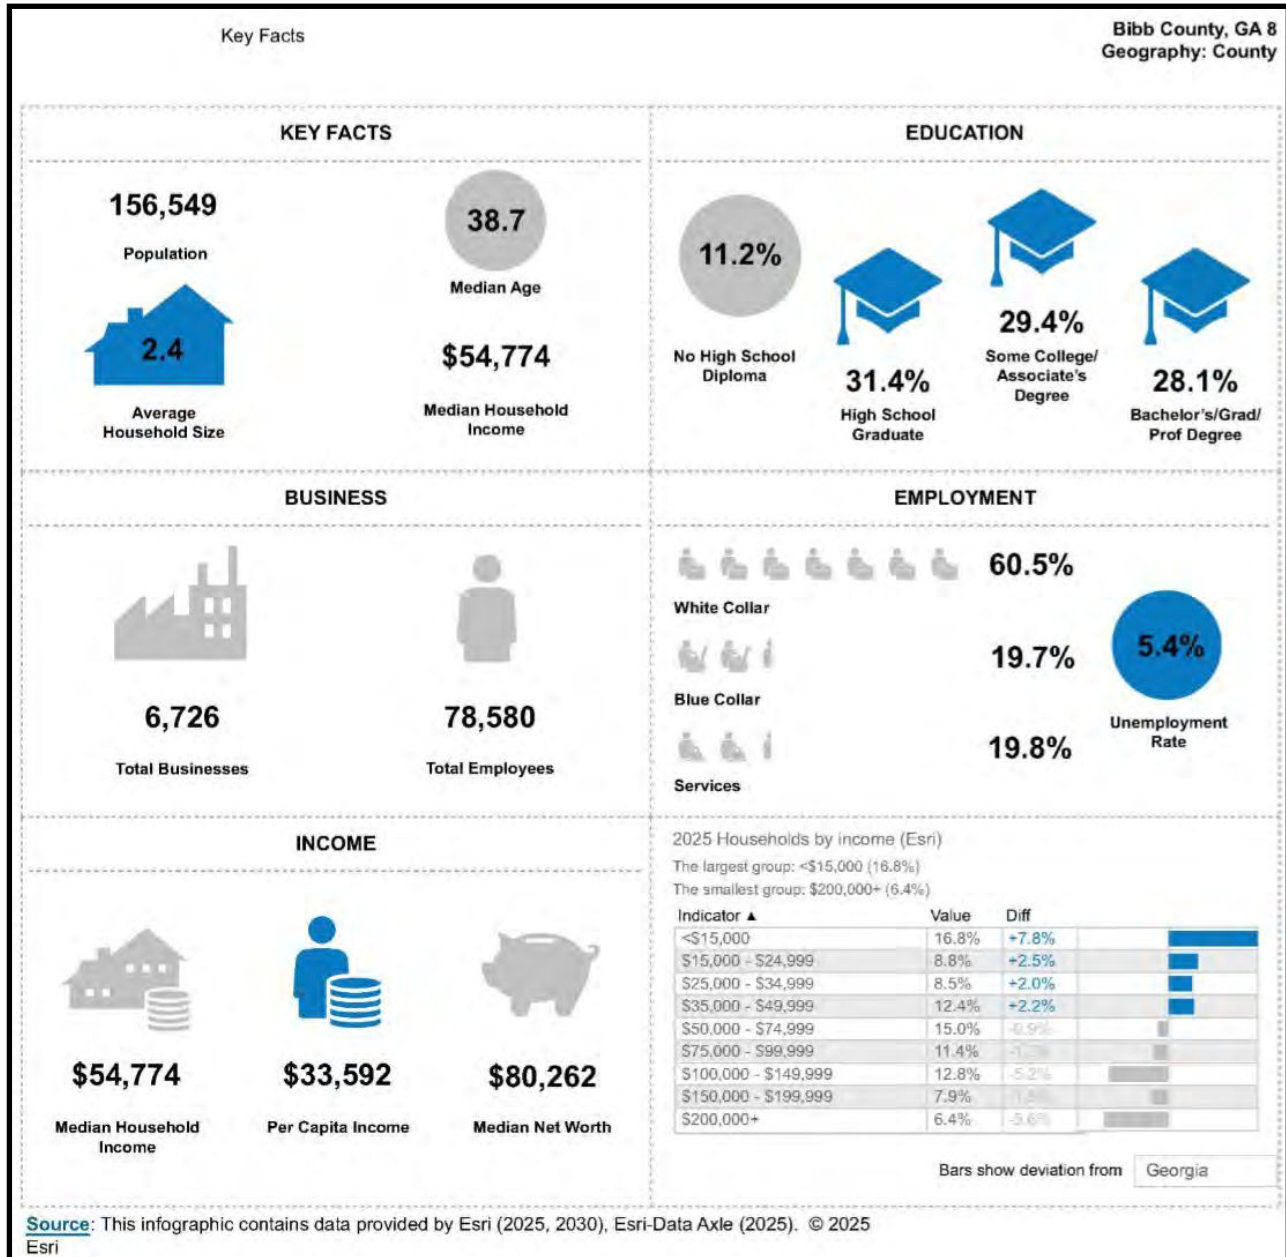 Key Facts
Bibb County, GA 8
Geography: County
KEY FACTS
156,549
Population
38.7
Median Age
2.4
Average
Household Size
$54,774
Median Household
Income
EDUCATION
11.2%
No High School
Diploma
31.4%
High School
Graduate
29.4%
Some College/
Associate's
Degree
28.1%
Bachelor's/Grad/
Prof Degree
BUSINESS
6,726
Total Businesses
78,580
Total Employees
EMPLOYMENT
60.5%
White Collar
19.7%
Blue Collar
19.8%
Services
5.4%
Unemployment
Rate
INCOME
$54,774
Median Household
Income
$33,592
Per Capita Income
$80,262
Median Net Worth
2025 Households by income (Esri)
The largest group: <$15,000 (16.8%)
The smallest group: $200,000+ (6.4%)
Indicator ▲ Value Diff
<$15,000 16.8% +7.8%
$15,000 - $24,999 8.8% +2.5%
$25,000 - $34,999 8.5% +2.0%
$35,000 - $49,999 12.4% +2.2%
$50,000 - $74,999 15.0% -0.9%
$75,000 - $99,999 11.4%
$100,000 - $149,999 12.8% -5.2%
$150,000 - $199,999 7.9%
$200,000+ 6.4% -5.6%
Bars show deviation from Georgia
Source: This infographic contains data provided by Esri (2025, 2030), Esri-Data Axle (2025). © 2025
Esri